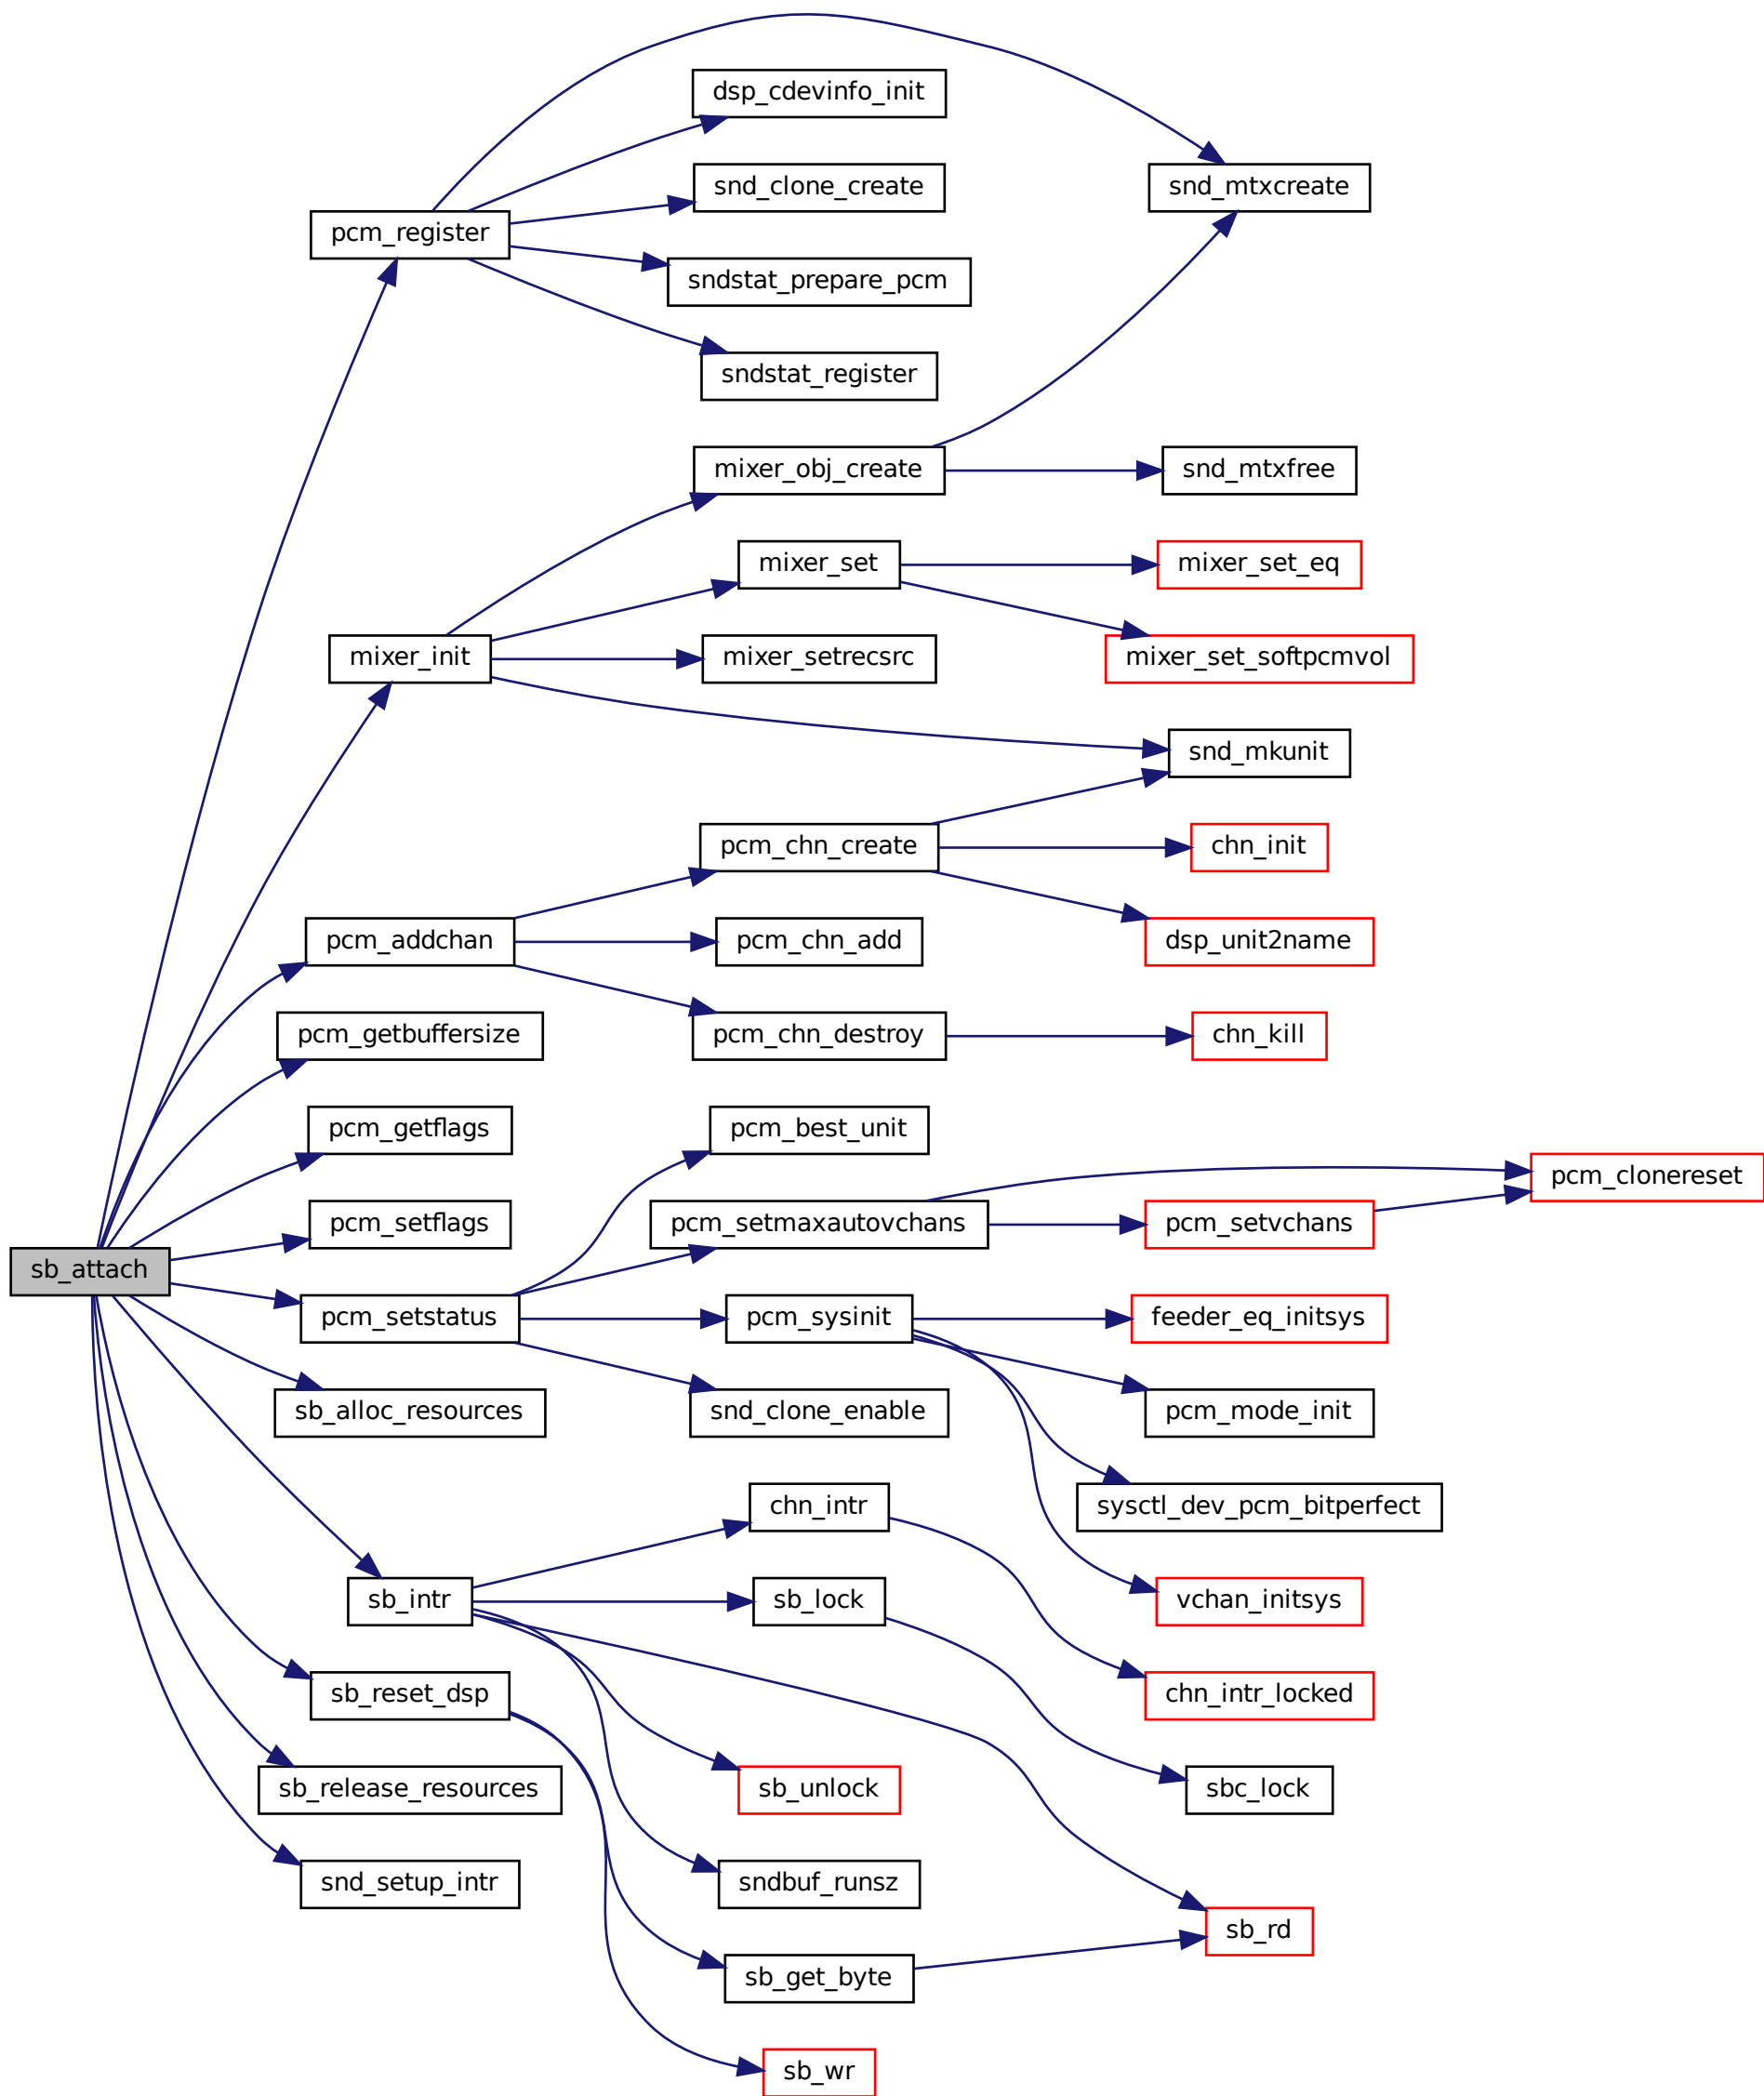 dsp_cdevinfo_init
snd_clone_create
snd_mtxcreate
pcm_register
sndstat_prepare_pcm
sndstat_register
mixer_obj_create
snd_mtxfree
mixer_set
mixer_set_eq
mixer_init
mixer_setrecsrc
mixer_set_softpcmvol
snd_mkunit
pcm_chn_create
chn_init
pcm_addchan
pcm_chn_add
dsp_unit2name
pcm_getbuffersize
pcm_chn_destroy
chn_kill
pcm_getflags
pcm_best_unit
pcm_clonereset
pcm_setflags
pcm_setmaxautovchans
pcm_setvchans
sb_attach
pcm_setstatus
pcm_sysinit
feeder_eq_initsys
sb_alloc_resources
snd_clone_enable
pcm_mode_init
chn_intr
sysctl_dev_pcm_bitperfect
sb_intr
sb_lock
vchan_initsys
sb_reset_dsp
chn_intr_locked
sb_release_resources
sb_unlock
sbc_lock
snd_setup_intr
sndbuf_runsz
sb_rd
sb_get_byte
sb_wr